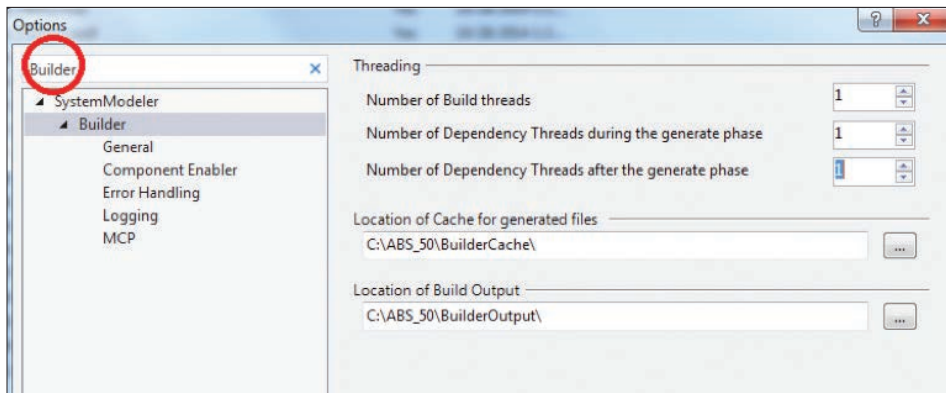 Options
Builder
SystemModeler
Builder
General
Component Enabler
Error Handling
Logging
MCP
Threading
Number of Build threads
1
Number of Dependency Threads during the generate phase
1
Number of Dependency Threads after the generate phase
1
Location of Cache for generated files
C:\ABS_50\BuilderCache\
...
Location of Build Output
C:\ABS_50\BuilderOutput\
...